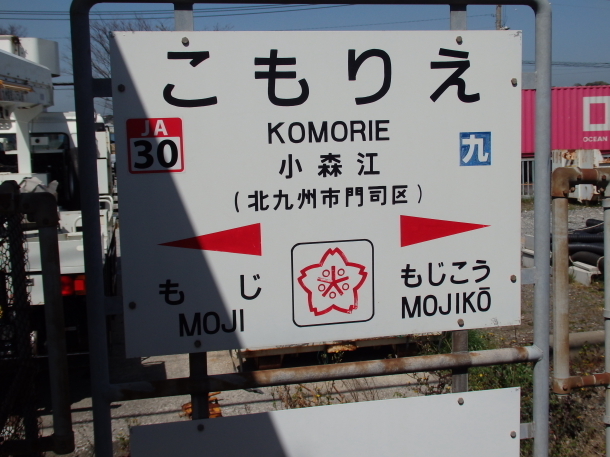 こもりえ
JA
30
KOMORIE
小森江
(北九州市門司区)
九
もじ
MOJI
もじこう
MOJIKŌ
OCEAN